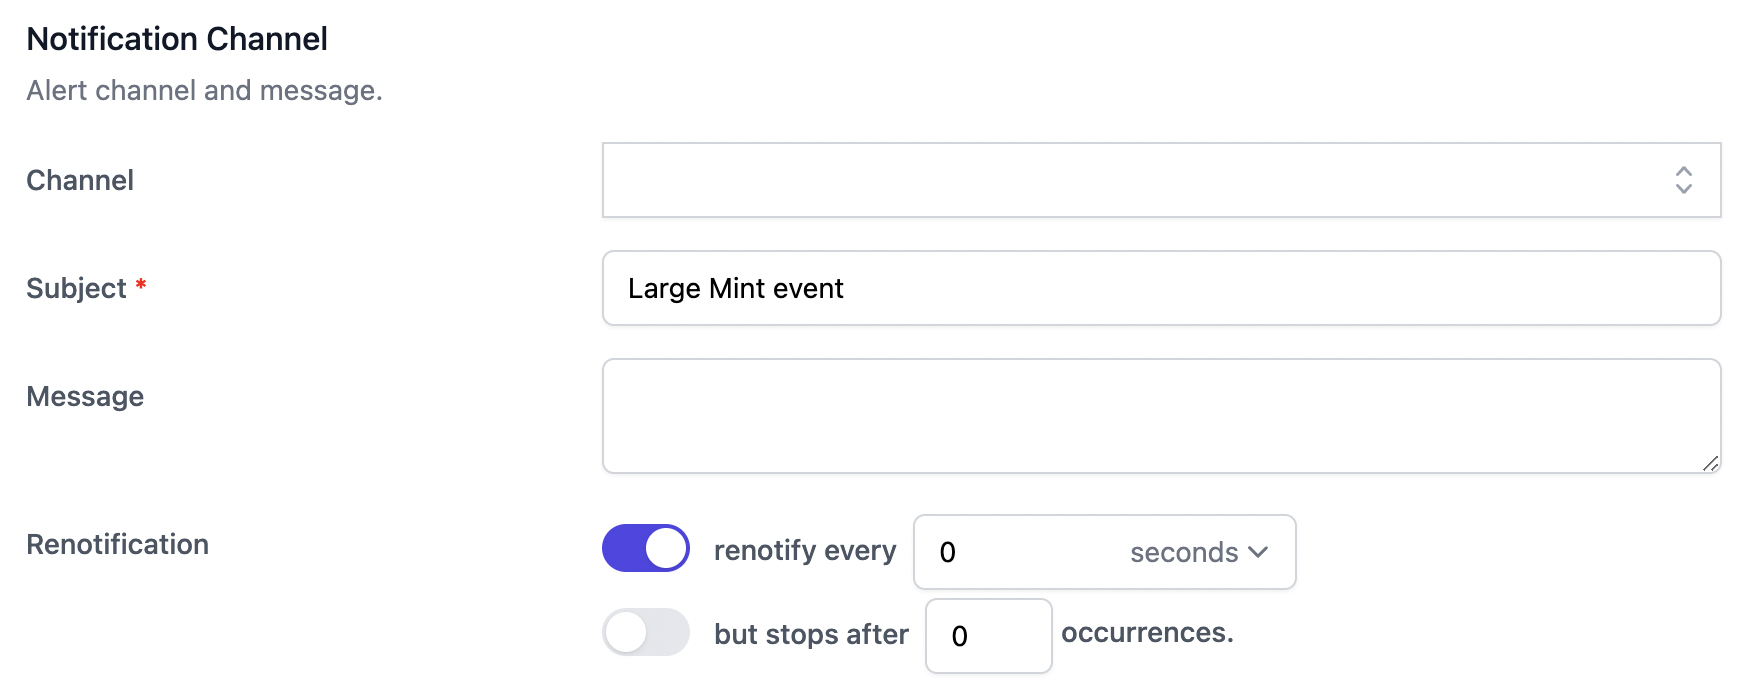 Notification Channel
Alert channel and message.
Channel
Subject *
Large Mint event
Message
Renotification
renotify every 0 seconds
but stops after 0 occurrences.